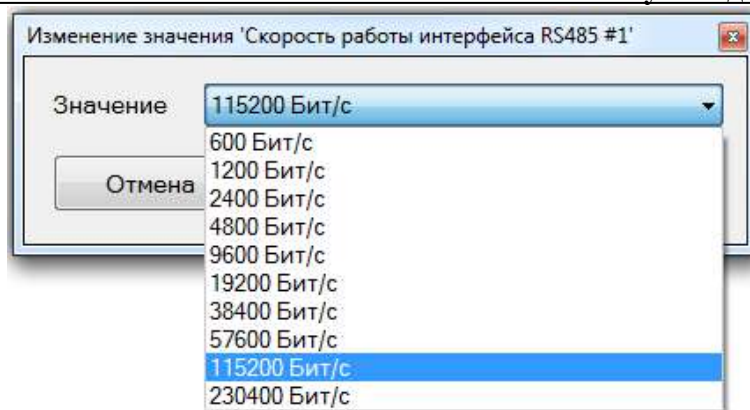 Изменение значения 'Скорость работы интерфейса RS485 #1'
Значение 115200 Бит/с
600 Бит/с
1200 Бит/с
Отмена
2400 Бит/с
4800 Бит/с
9600 Бит/с
19200 Бит/с
38400 Бит/с
57600 Бит/с
115200 Бит/с
230400 Бит/с